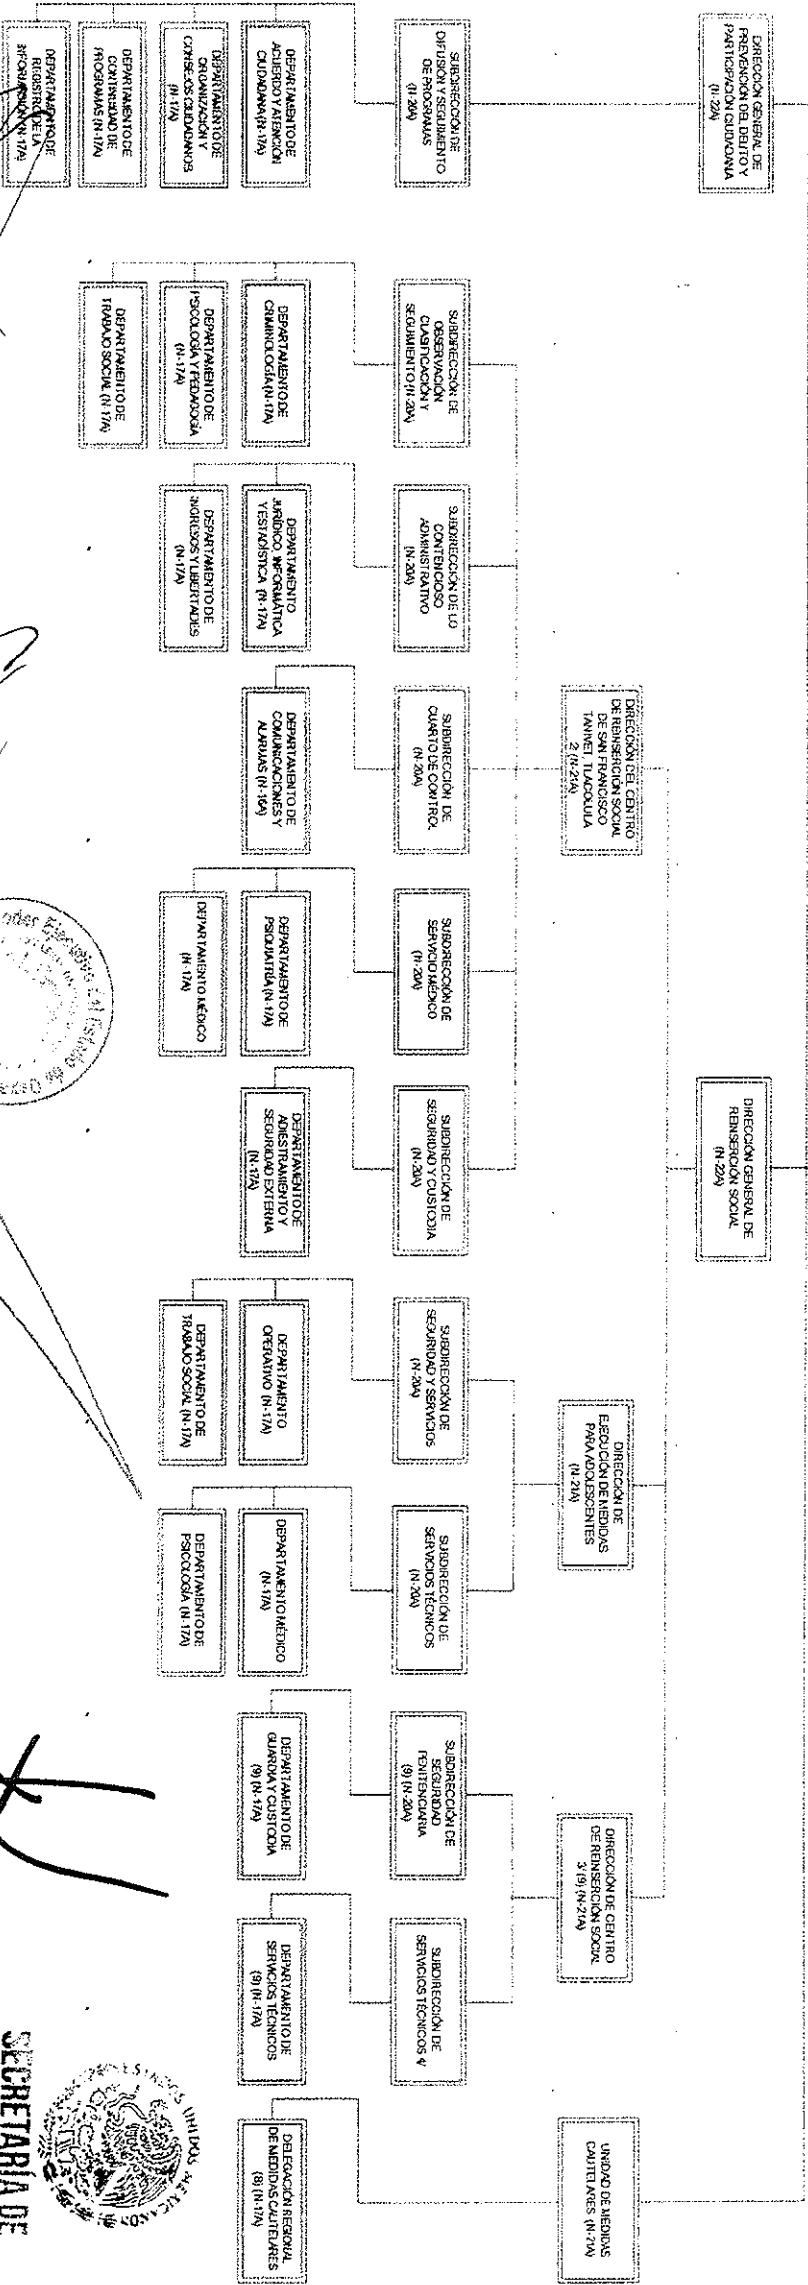 DIRECCIÓN GENERAL DE
PREVENCIÓN DEL DELITO Y
PARTICIPACIÓN CIUDADANA
(N-22A)
SUBDIRECCIÓN DE
DIFUSIÓN Y SEGUIMIENTO
DE PROGRAMAS
(N-20A)
DEPARTAMENTO DE
ACUERDO Y ATENCIÓN
CIUDADANA (N-17A)
DEPARTAMENTO DE
ORGANIZACIÓN Y
CONSEJOS CIUDADANOS
(N-17A)
DEPARTAMENTO DE
CONTINUIDAD DE
PROGRAMAS (N-17A)
DEPARTAMENTO DE
REGISTRO DE LA
INFORMACIÓN (N-17A)
DIRECCIÓN GENERAL DE
REINSERCIÓN SOCIAL
(N-22A)
DIRECCIÓN DEL CENTRO
DE REINSERCIÓN SOCIAL
DE SAN FRANCISCO
TANIVET, TLACOLULA
2/ (N-21A)
SUBDIRECCIÓN DE
OBSERVACIÓN
CLASIFICACIÓN Y
SEGUIMIENTO (N-20A)
DEPARTAMENTO DE
CRIMINOLOGÍA (N-17A)
DEPARTAMENTO DE
PSICOLOGÍA Y PEDAGOGÍA
(N-17A)
DEPARTAMENTO DE
TRABAJO SOCIAL (N-17A)
SUBDIRECCIÓN DE LO
CONTENCIOSO
ADMINISTRATIVO
(N-20A)
DEPARTAMENTO
JURÍDICO, INFORMÁTICA
Y ESTADÍSTICA (N-17A)
DEPARTAMENTO DE
INGRESOS Y LIBERTADES
(N-17A)
SUBDIRECCIÓN DE
CUARTO DE CONTROL
(N-20A)
DEPARTAMENTO DE
COMUNICACIONES Y
ALARMAS (N-16A)
SUBDIRECCIÓN DE
SERVICIO MÉDICO
(N-20A)
DEPARTAMENTO DE
PSIQUIATRÍA (N-17A)
DEPARTAMENTO MÉDICO
(N-17A)
SUBDIRECCIÓN DE
SEGURIDAD Y CUSTODIA
(N-20A)
DEPARTAMENTO DE
ADIESTRAMIENTO Y
SEGURIDAD EXTERNA
(N-17A)
DIRECCIÓN DE
EJECUCIÓN DE MEDIDAS
PARA ADOLESCENTES
(N-21A)
SUBDIRECCIÓN DE
SEGURIDAD Y SERVICIOS
(N-20A)
DEPARTAMENTO
OPERATIVO (N-17A)
DEPARTAMENTO DE
TRABAJO SOCIAL (N-17A)
SUBDIRECCIÓN DE
SERVICIOS TÉCNICOS
(N-20A)
DEPARTAMENTO MÉDICO
(N-17A)
DEPARTAMENTO DE
PSICOLOGÍA (N-17A)
DIRECCIÓN DE CENTRO
DE REINSERCIÓN SOCIAL
3/ (9) (N-21A)
SUBDIRECCIÓN DE
SEGURIDAD
PENITENCIARIA
(9) (N-20A)
DEPARTAMENTO DE
GUARDIA Y CUSTODIA
(9) (N-17A)
SUBDIRECCIÓN DE
SERVICIOS TÉCNICOS 4/
DEPARTAMENTO DE
SERVICIOS TÉCNICOS
(9) (N-17A)
UNIDAD DE MEDIDAS
CAUTELARES (N-21A)
DELEGACIÓN REGIONAL
DE MEDIDAS CAUTELARES
(8) (N-17A)
Poder Ejecutivo del Estado de Oaxaca
ESTADOS UNIDOS MEXICANOS
SECRETARÍA DE